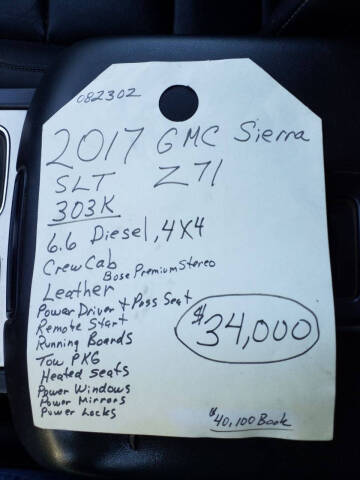 082302
2017 GMC Sierra
SLT Z71
303K
6.6 Diesel, 4X4
Crew Cab
Bose Premium Stereo
Leather
Power Driver + Pass Seat
Remote Start
Running Boards
Tow PKG
Heated seats
Power Windows
Power Mirrors
Power Locks
$34,000
$40,100 Book